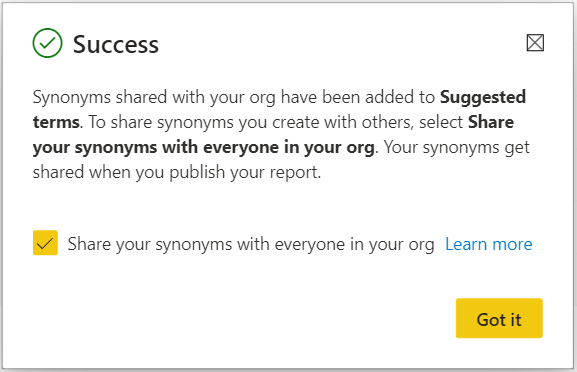 Success
Synonyms shared with your org have been added to Suggested
terms. To share synonyms you create with others, select Share
your synonyms with everyone in your org. Your synonyms get
shared when you publish your report.
Share your synonyms with everyone in your org Learn more
Got it